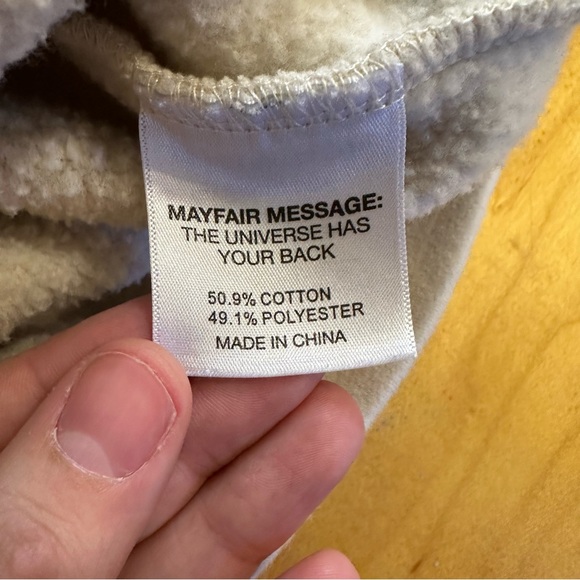 MAYFAIR MESSAGE:
THE UNIVERSE HAS
YOUR BACK
50.9% COTTON
49.1% POLYESTER
MADE IN CHINA